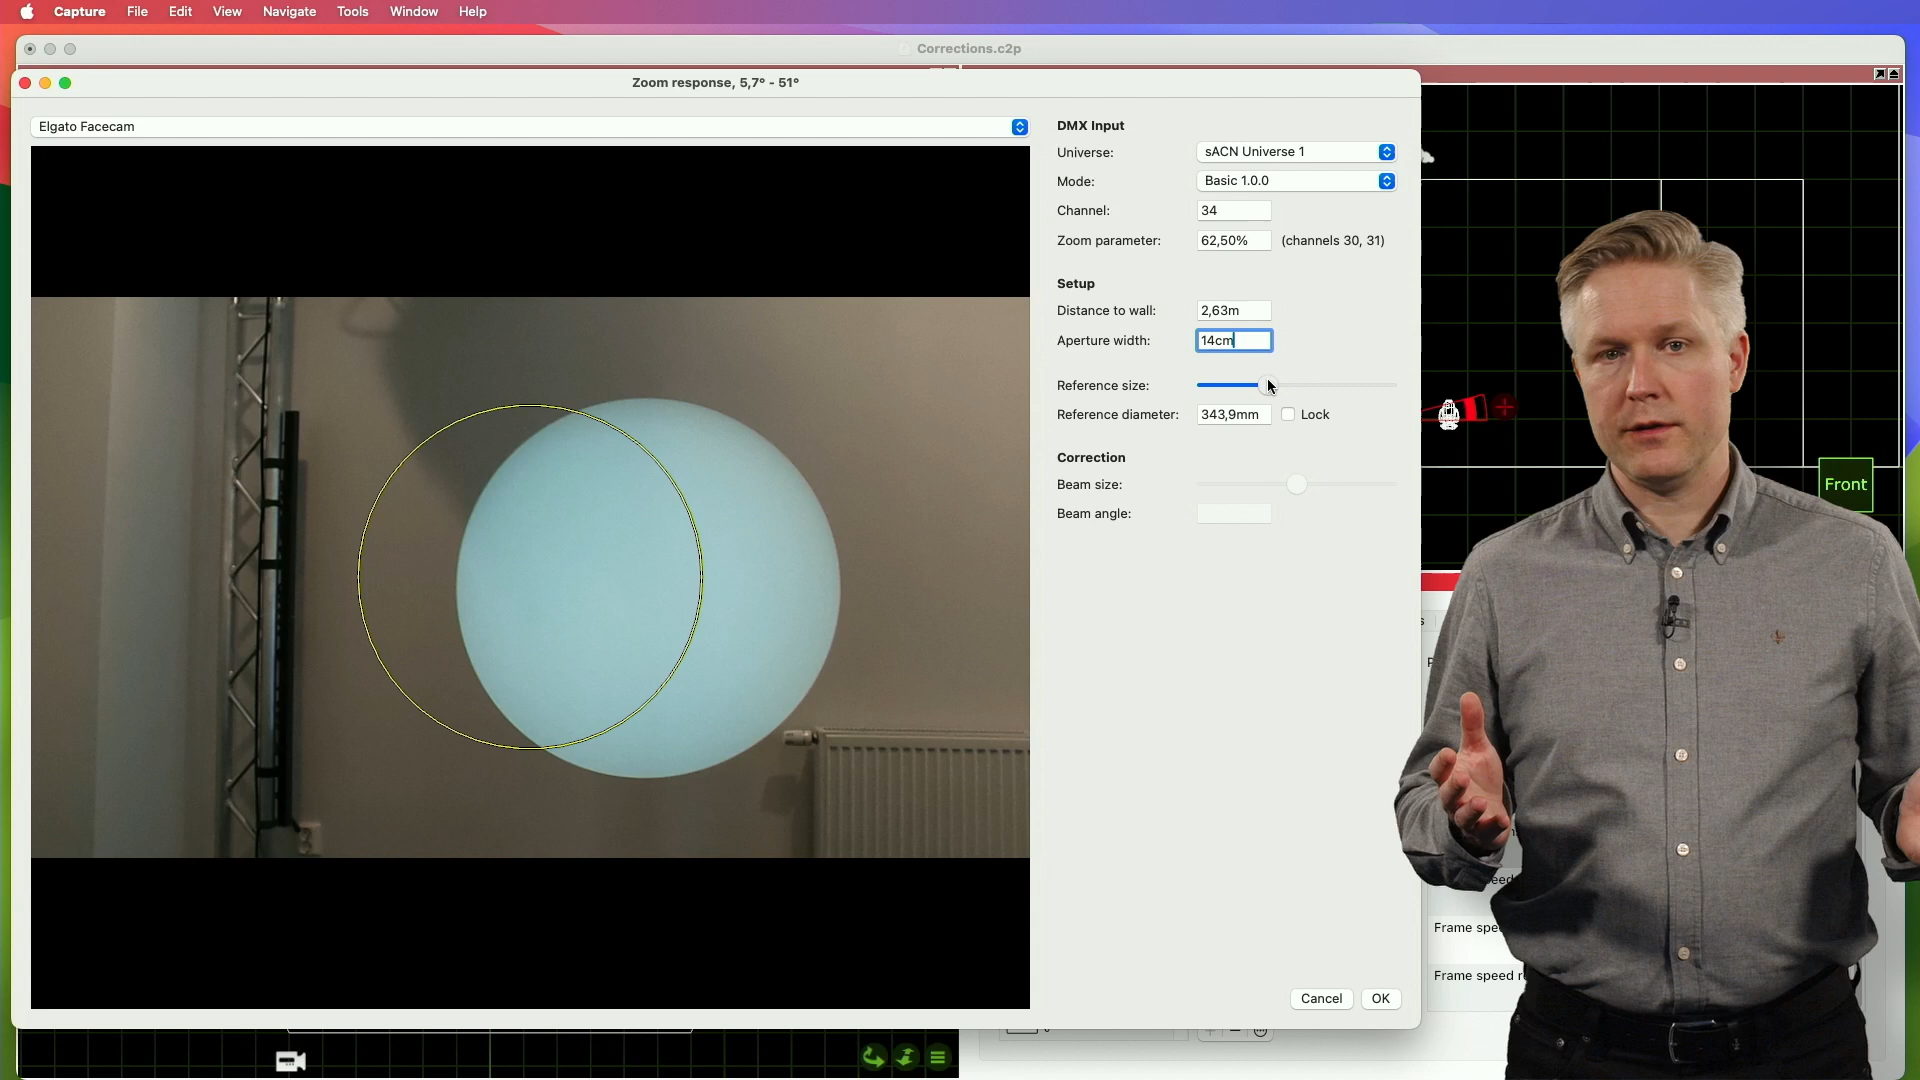 Capture File Edit View Navigate Tools Window Help
Corrections.c2p
Zoom response, 5,7° - 51°
Elgato Facecam
DMX Input
Universe: sACN Universe 1
Mode: Basic 1.0.0
Channel: 34
Zoom parameter: 62,50% (channels 30, 31)
Setup
Distance to wall: 2,63m
Aperture width: 14cm
Reference size:
Reference diameter: 343,9mm Lock
Correction
Beam size:
Beam angle:
Front
Frame spe
Frame speed r
Cancel OK